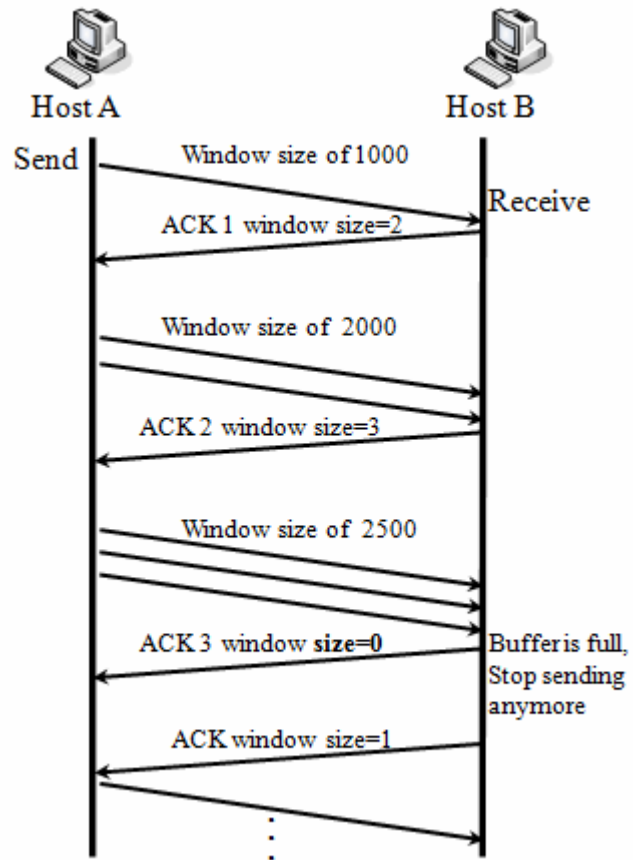 Host A
Host B
Send
Window size of 1000
Receive
ACK 1 window size=2
Window size of 2000
ACK 2 window size=3
Window size of 2500
ACK 3 window size=0
Buffer is full,
Stop sending
anymore
ACK window size=1